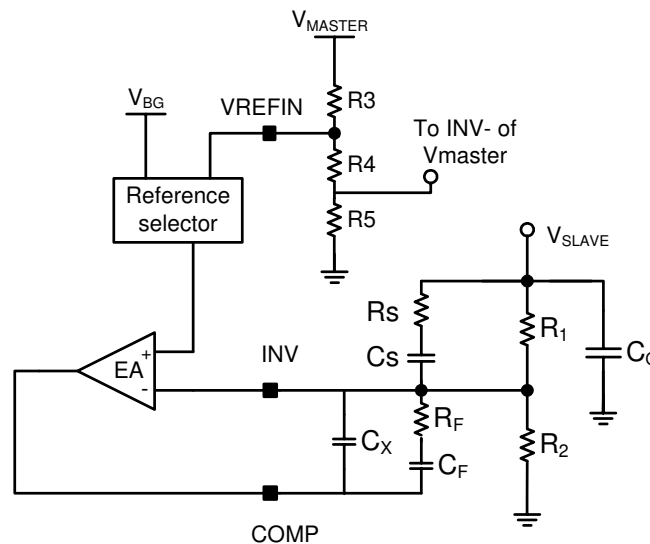 VMASTER
R3
VBG
VREFIN
To INV- of
Vmaster
R4
Reference
selector
R5
VSLAVE
Rs
R1
INV
+
EA
-
Cs
CO
RF
R2
CX
CF
COMP